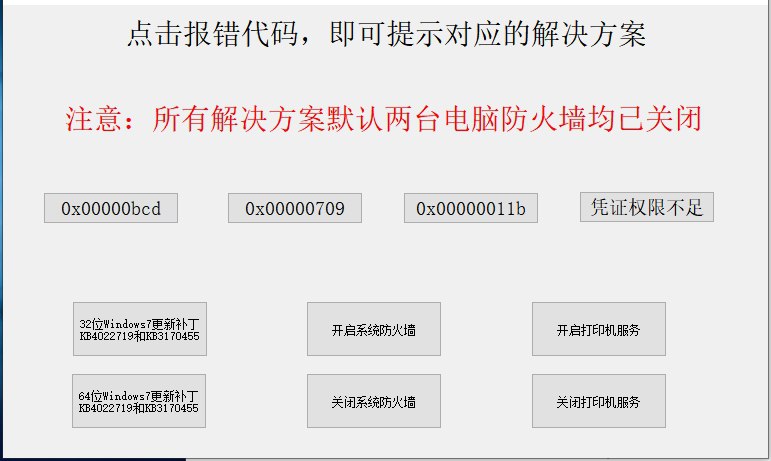 点击报错代码，即可提示对应的解决方案
注意：所有解决方案默认两台电脑防火墙均已关闭
0x00000bcd
0x00000709
0x00000011b
凭证权限不足
32位Windows7更新补丁
KB4022719和KB3170455
开启系统防火墙
开启打印机服务
64位Windows7更新补丁
KB4022719和KB3170455
关闭系统防火墙
关闭打印机服务